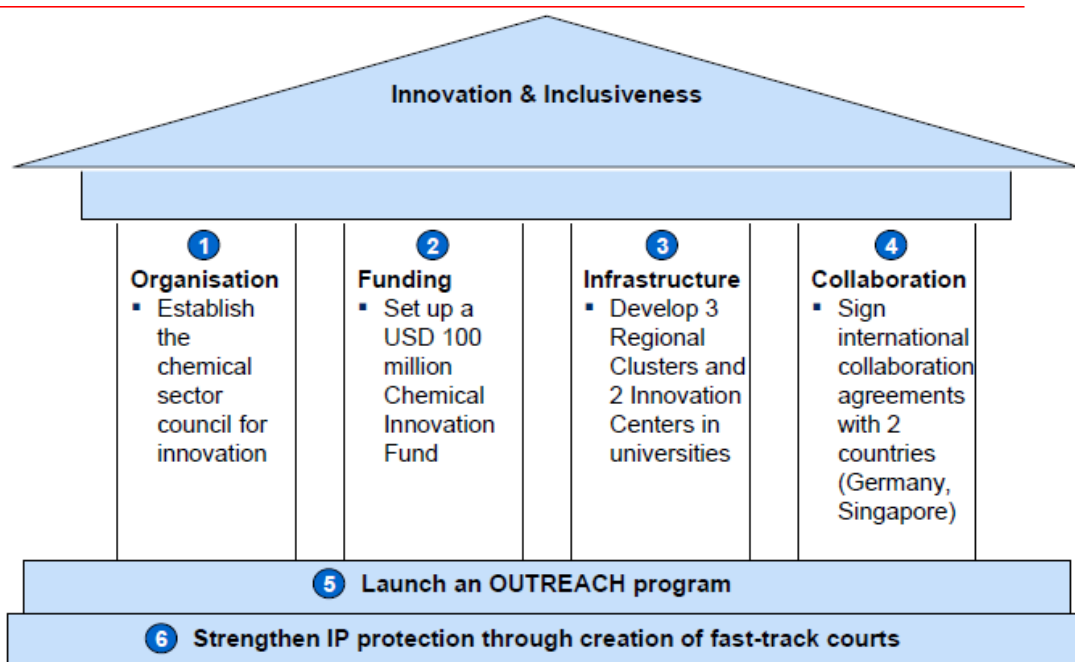 Innovation & Inclusiveness
1
Organisation
▪ Establish
the
chemical
sector
council for
innovation
2
Funding
▪ Set up a
USD 100
million
Chemical
Innovation
Fund
3
Infrastructure
▪ Develop 3
Regional
Clusters and
2 Innovation
Centers in
universities
4
Collaboration
▪ Sign
international
collaboration
agreements
with 2
countries
(Germany,
Singapore)
5 Launch an OUTREACH program
6 Strengthen IP protection through creation of fast-track courts